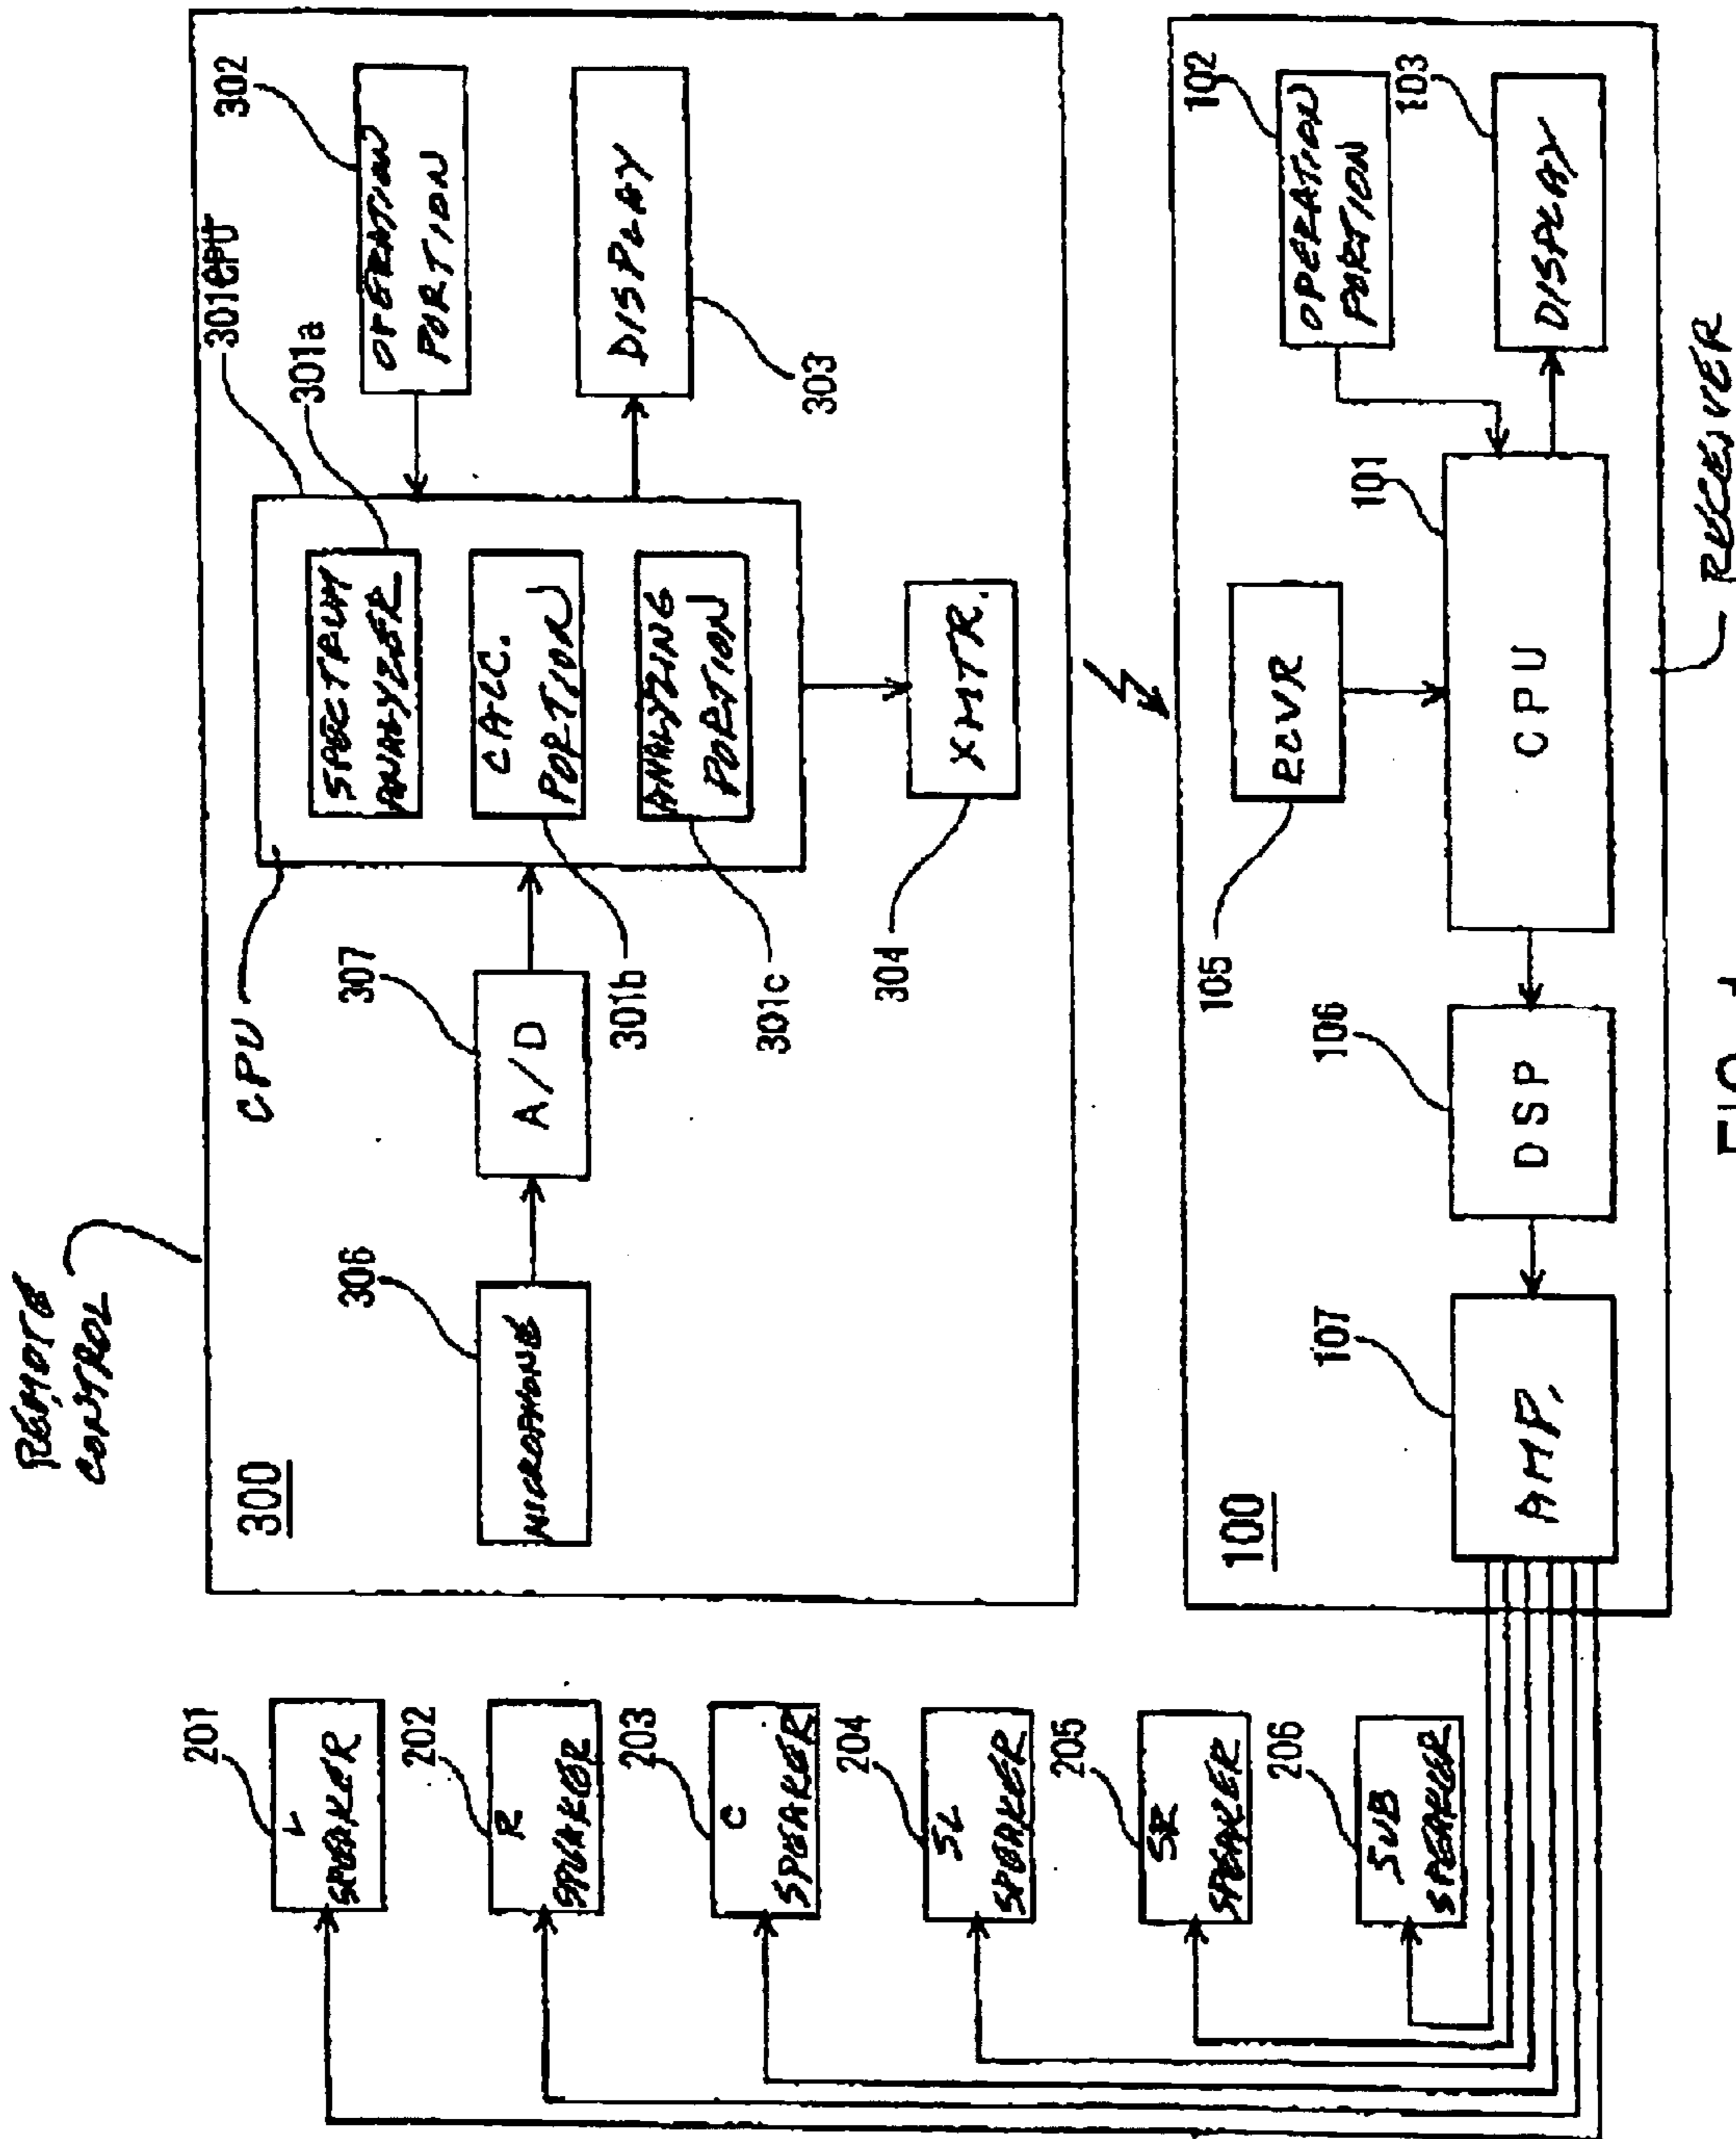 REMOTE
CONTROL
300
CPU
301CPU
301a
302
SPECTRUM
ANALYZER
OPERATION
PORTION
306
307
MICROPHONE
A/D
CALC.
PORTION
DISPLAY
301b
303
ANALYZING
PORTION
301c
304
XMTR.
201
L
SPEAKER
202
R
SPEAKER
203
C
SPEAKER
204
SL
SPEAKER
205
SR
SPEAKER
206
SUB
SPEAKER
100
105
RCVR
102
OPERATION
PORTION
107
106
101
103
AMP.
DSP
CPU
DISPLAY
RECEIVER